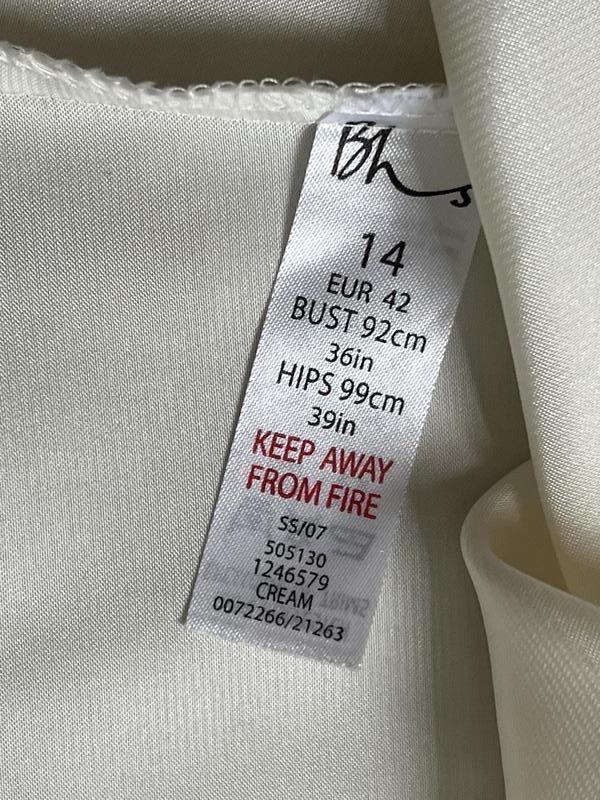 Bhs
14
EUR 42
BUST 92cm
36in
HIPS 99cm
39in
KEEP AWAY
FROM FIRE
SS/07
505130
1246579
CREAM
0072266/21263